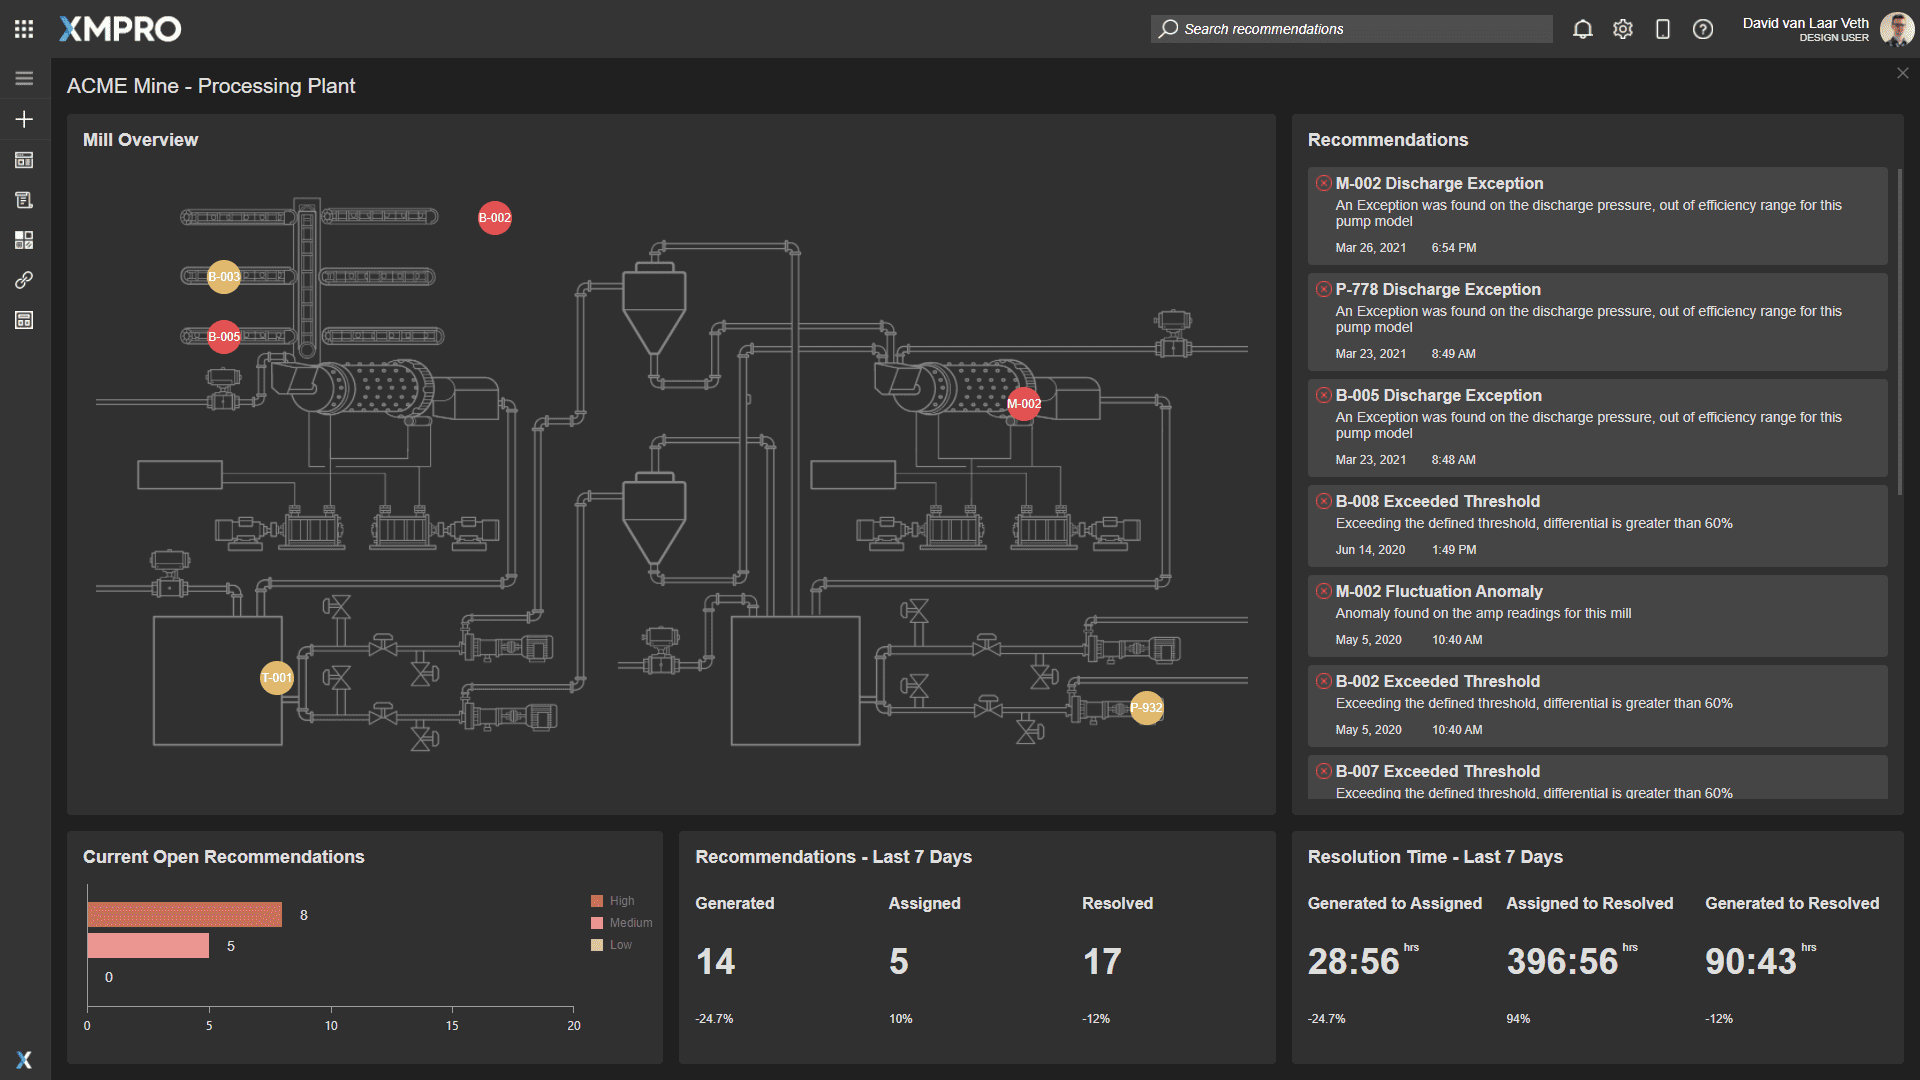 XMPRO
Search recommendations
David van Laar Veth
DESIGN USER
ACME Mine - Processing Plant
Mill Overview
B-002
B-003
B-005
M-002
T-001
P-932
Recommendations
M-002 Discharge Exception
An Exception was found on the discharge pressure, out of efficiency range for this
pump model
Mar 26, 2021 6:54 PM
P-778 Discharge Exception
An Exception was found on the discharge pressure, out of efficiency range for this
pump model
Mar 23, 2021 8:49 AM
B-005 Discharge Exception
An Exception was found on the discharge pressure, out of efficiency range for this
pump model
Mar 23, 2021 8:48 AM
B-008 Exceeded Threshold
Exceeding the defined threshold, differential is greater than 60%
Jun 14, 2020 1:49 PM
M-002 Fluctuation Anomaly
Anomaly found on the amp readings for this mill
May 5, 2020 10:40 AM
B-002 Exceeded Threshold
Exceeding the defined threshold, differential is greater than 60%
May 5, 2020 10:40 AM
B-007 Exceeded Threshold
Exceeding the defined threshold, differential is greater than 60%
Current Open Recommendations
8
5
0
0 5 10 15 20
High
Medium
Low
Recommendations - Last 7 Days
Generated Assigned Resolved
14 5 17
-24.7% 10% -12%
Resolution Time - Last 7 Days
Generated to Assigned Assigned to Resolved Generated to Resolved
28:56 hrs 396:56 hrs 90:43 hrs
-24.7% 94% -12%
X